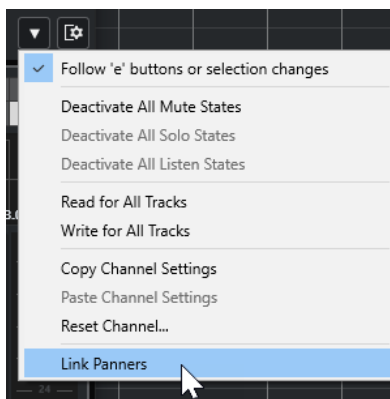 Follow 'e' buttons or selection changes
Deactivate All Mute States
Deactivate All Solo States
Deactivate All Listen States
Read for All Tracks
Write for All Tracks
Copy Channel Settings
Paste Channel Settings
Reset Channel...
Link Panners
24